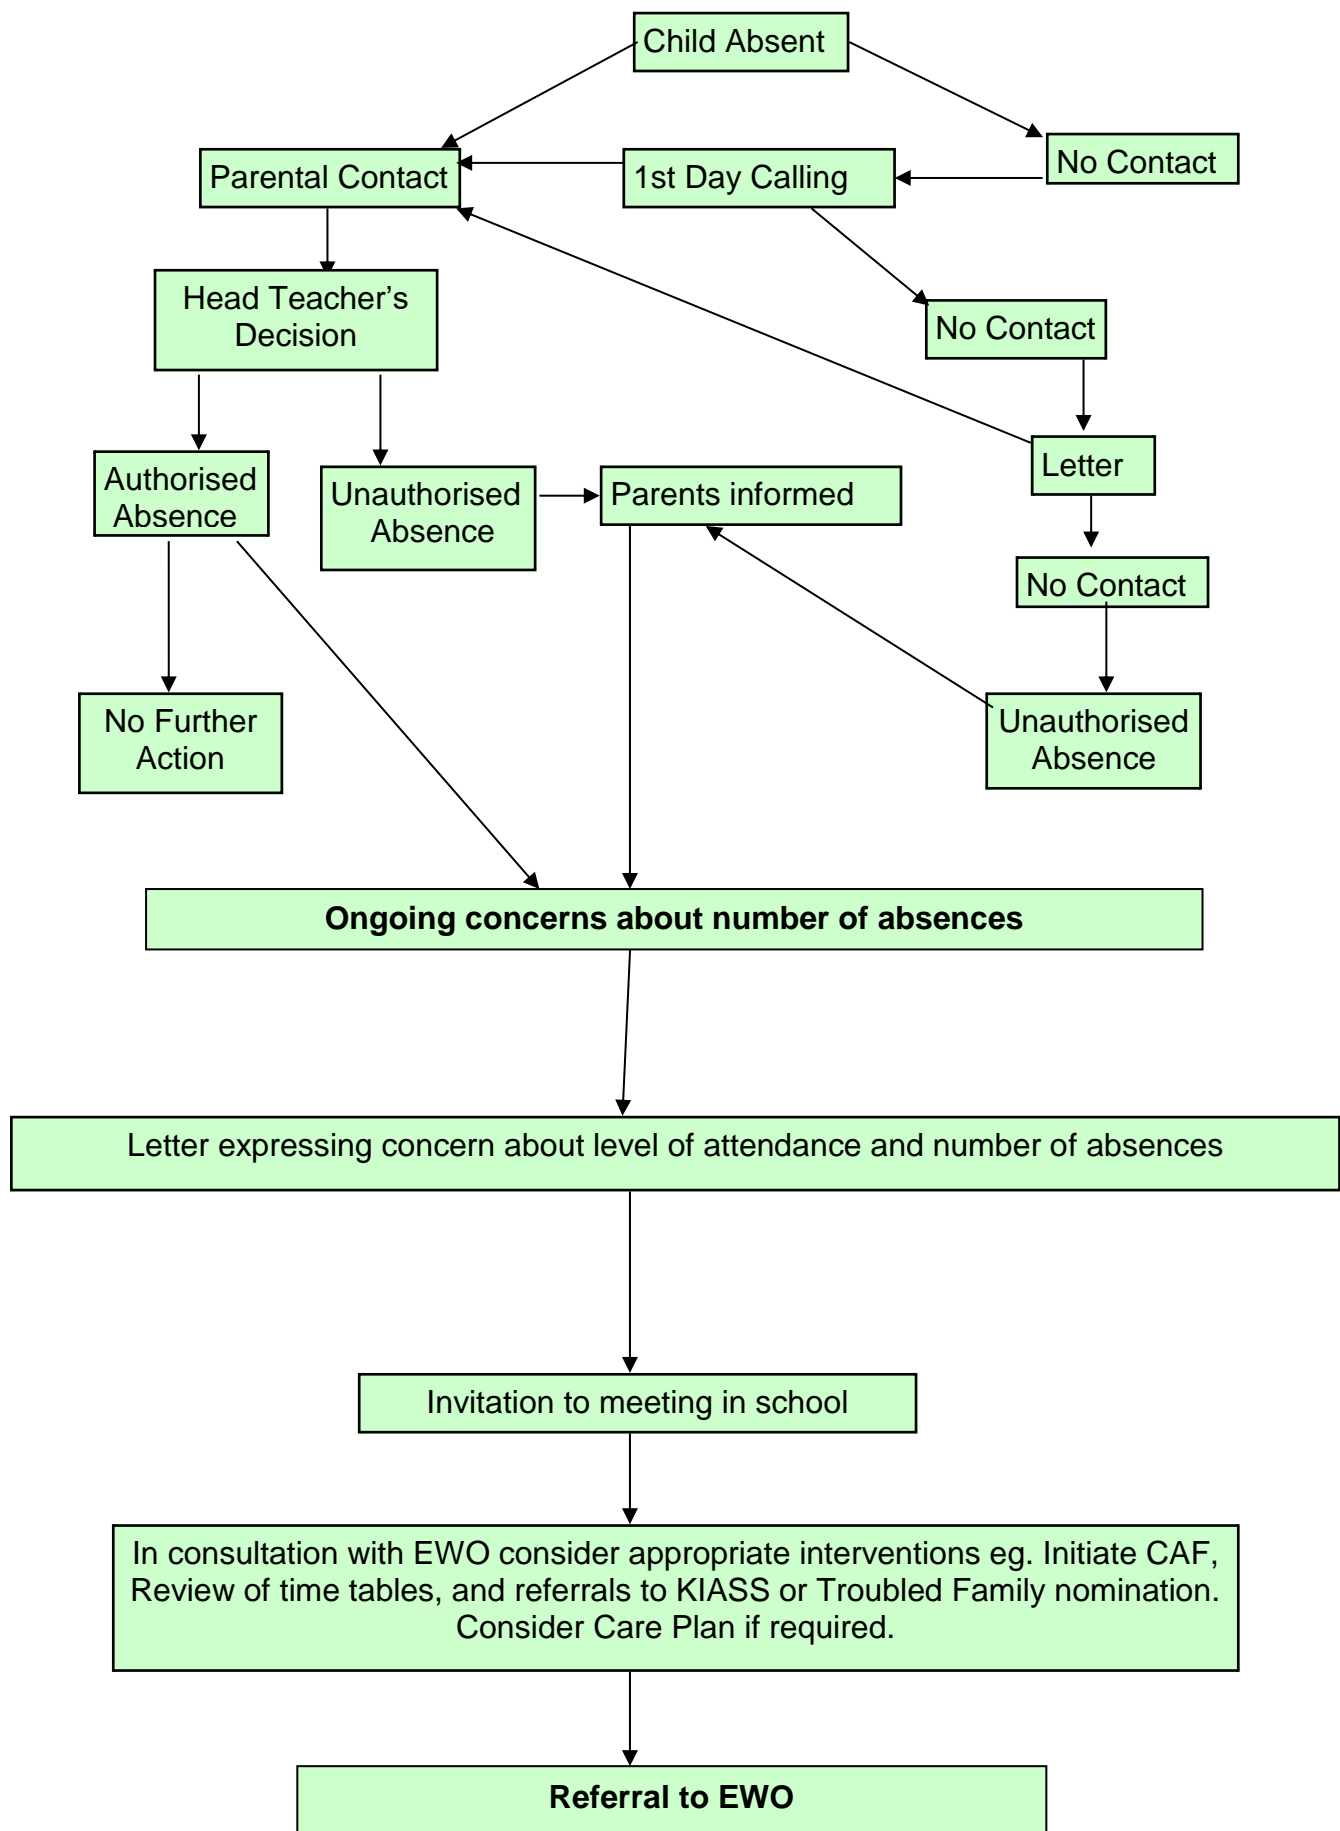 Child Absent
No Contact
Parental Contact
1st Day Calling
Head Teacher’s
Decision
No Contact
Authorised
Absence
Unauthorised
Absence
Parents informed
Letter
No Contact
No Further
Action
Unauthorised
Absence
Ongoing concerns about number of absences
Letter expressing concern about level of attendance and number of absences
Invitation to meeting in school
In consultation with EWO consider appropriate interventions eg. Initiate CAF,
Review of time tables, and referrals to KIASS or Troubled Family nomination.
Consider Care Plan if required.
Referral to EWO